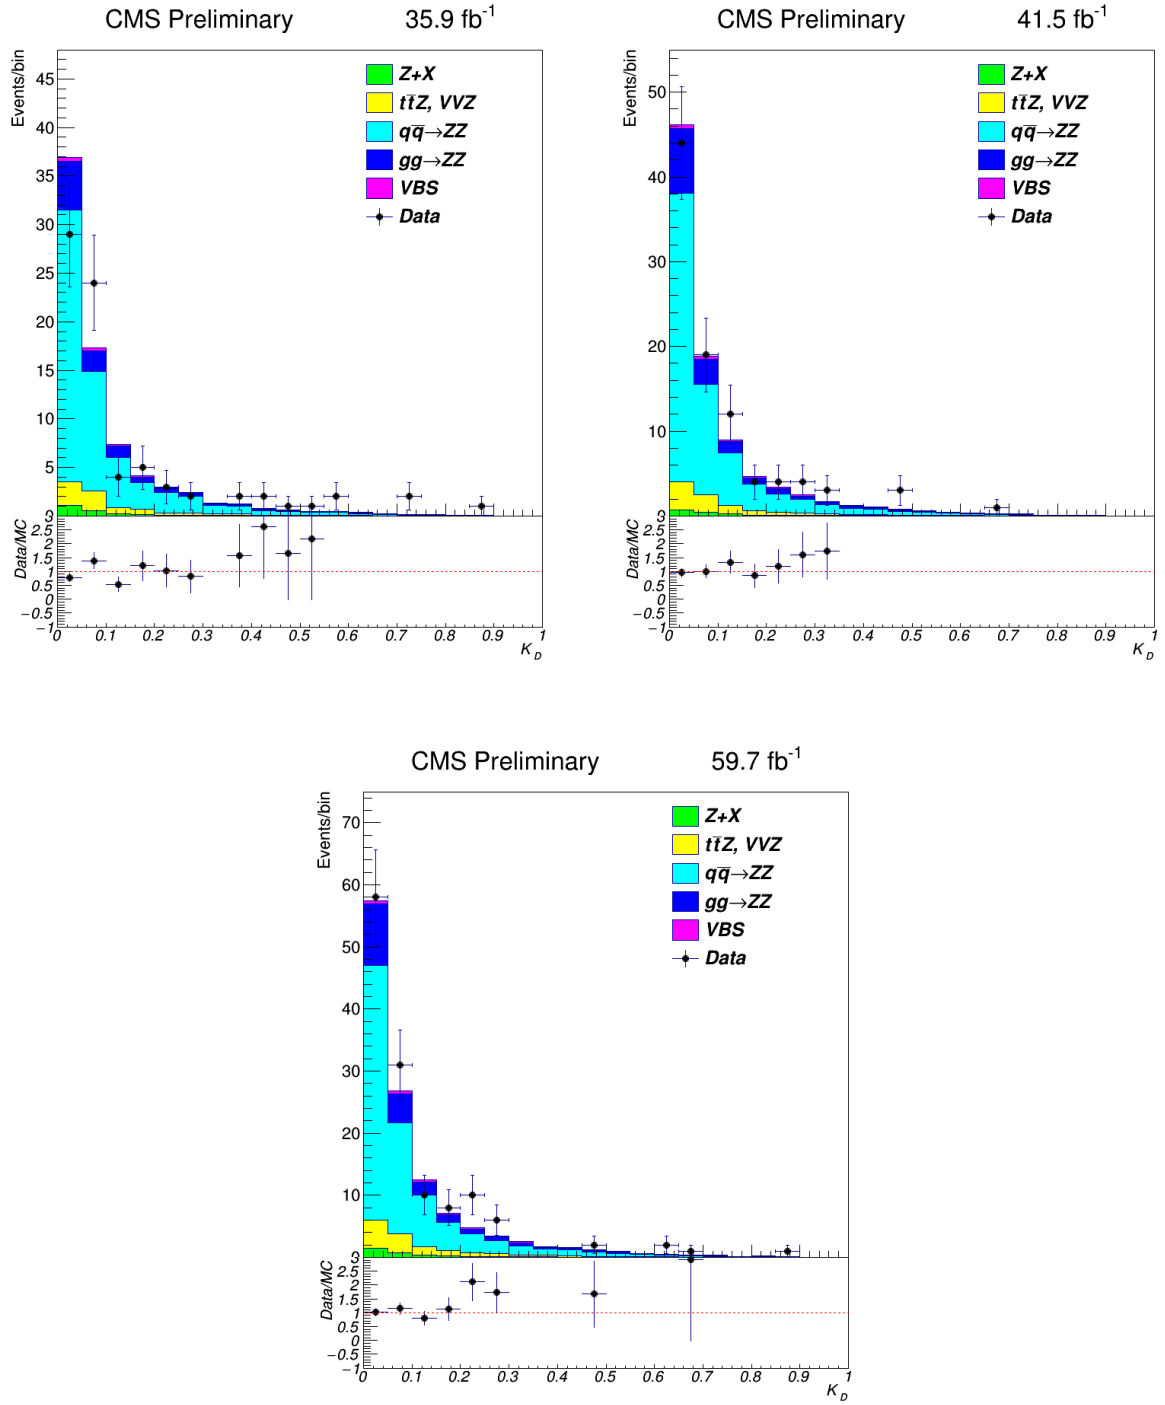 CMS Preliminary 35.9 fb⁻¹
Events/bin
45
40
35
30
25
20
15
10
5
Z+X
tt̅Z, VVZ
qq̅→ZZ
gg→ZZ
VBS
Data
Data/MC
3
2.5
2
1.5
1
0.5
0
−0.5
−1
0 0.1 0.2 0.3 0.4 0.5 0.6 0.7 0.8 0.9 1
K_D
CMS Preliminary 41.5 fb⁻¹
Events/bin
50
40
30
20
10
Z+X
tt̅Z, VVZ
qq̅→ZZ
gg→ZZ
VBS
Data
Data/MC
3
2.5
2
1.5
1
0.5
0
−0.5
−1
0 0.1 0.2 0.3 0.4 0.5 0.6 0.7 0.8 0.9 1
K_D
CMS Preliminary 59.7 fb⁻¹
Events/bin
70
60
50
40
30
20
10
Z+X
tt̅Z, VVZ
qq̅→ZZ
gg→ZZ
VBS
Data
Data/MC
3
2.5
2
1.5
1
0.5
0
−0.5
−1
0 0.1 0.2 0.3 0.4 0.5 0.6 0.7 0.8 0.9 1
K_D